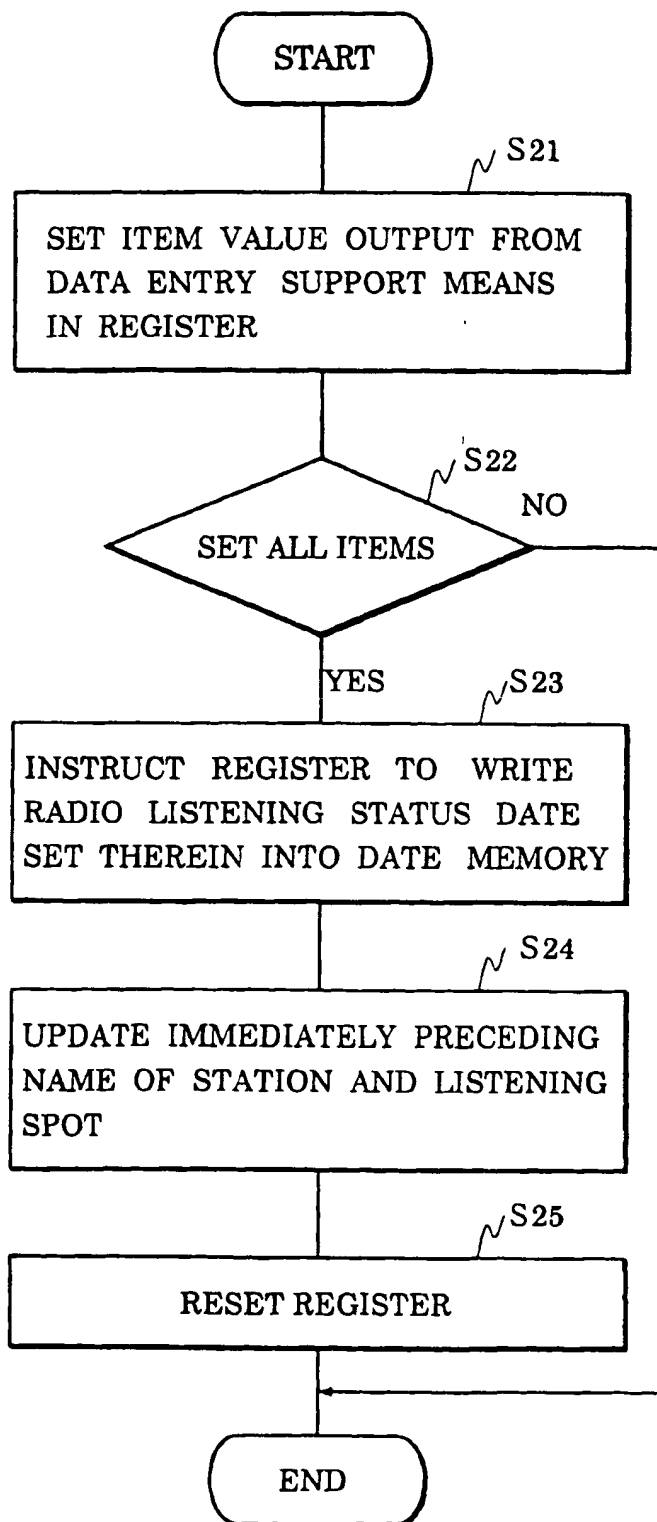 START
S21
SET ITEM VALUE OUTPUT FROM
DATA ENTRY SUPPORT MEANS
IN REGISTER
S22
NO
SET ALL ITEMS
YES
S23
INSTRUCT REGISTER TO WRITE
RADIO LISTENING STATUS DATE
SET THEREIN INTO DATE MEMORY
S24
UPDATE IMMEDIATELY PRECEDING
NAME OF STATION AND LISTENING
SPOT
S25
RESET REGISTER
END